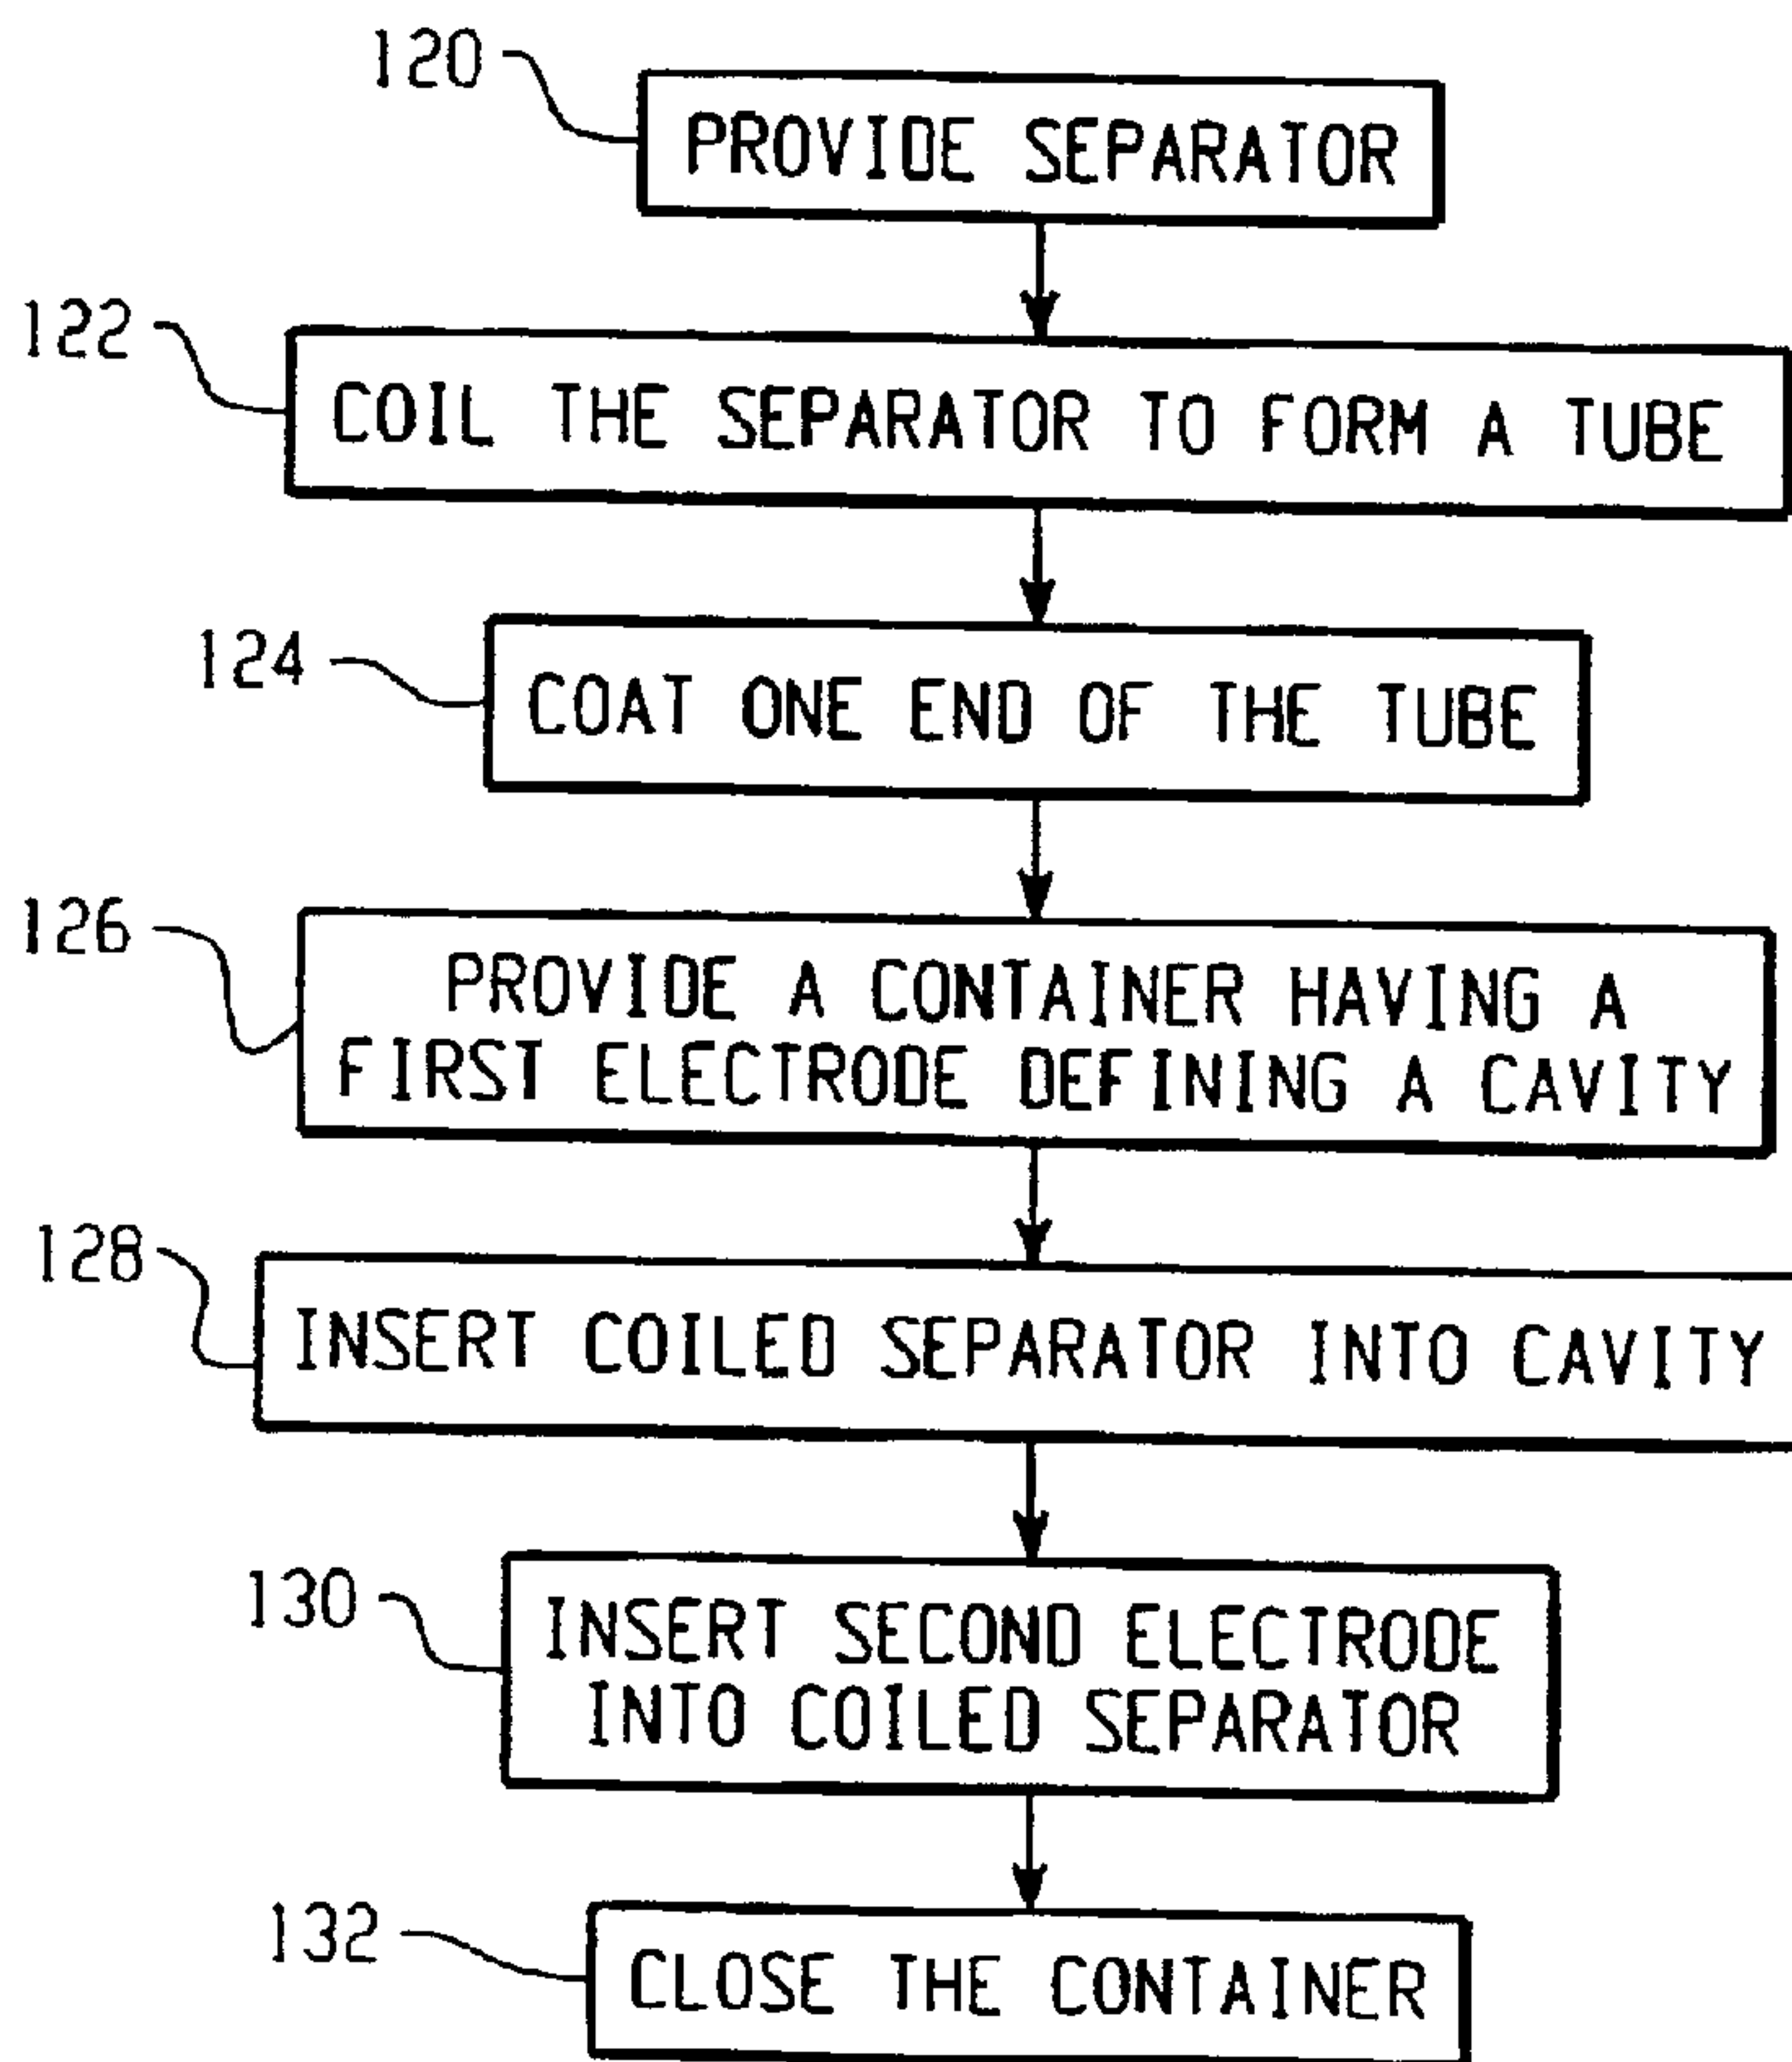 120
PROVIDE SEPARATOR
122
COIL THE SEPARATOR TO FORM A TUBE
124
COAT ONE END OF THE TUBE
126
PROVIDE A CONTAINER HAVING A
FIRST ELECTRODE DEFINING A CAVITY
128
INSERT COILED SEPARATOR INTO CAVITY
130
INSERT SECOND ELECTRODE
INTO COILED SEPARATOR
132
CLOSE THE CONTAINER